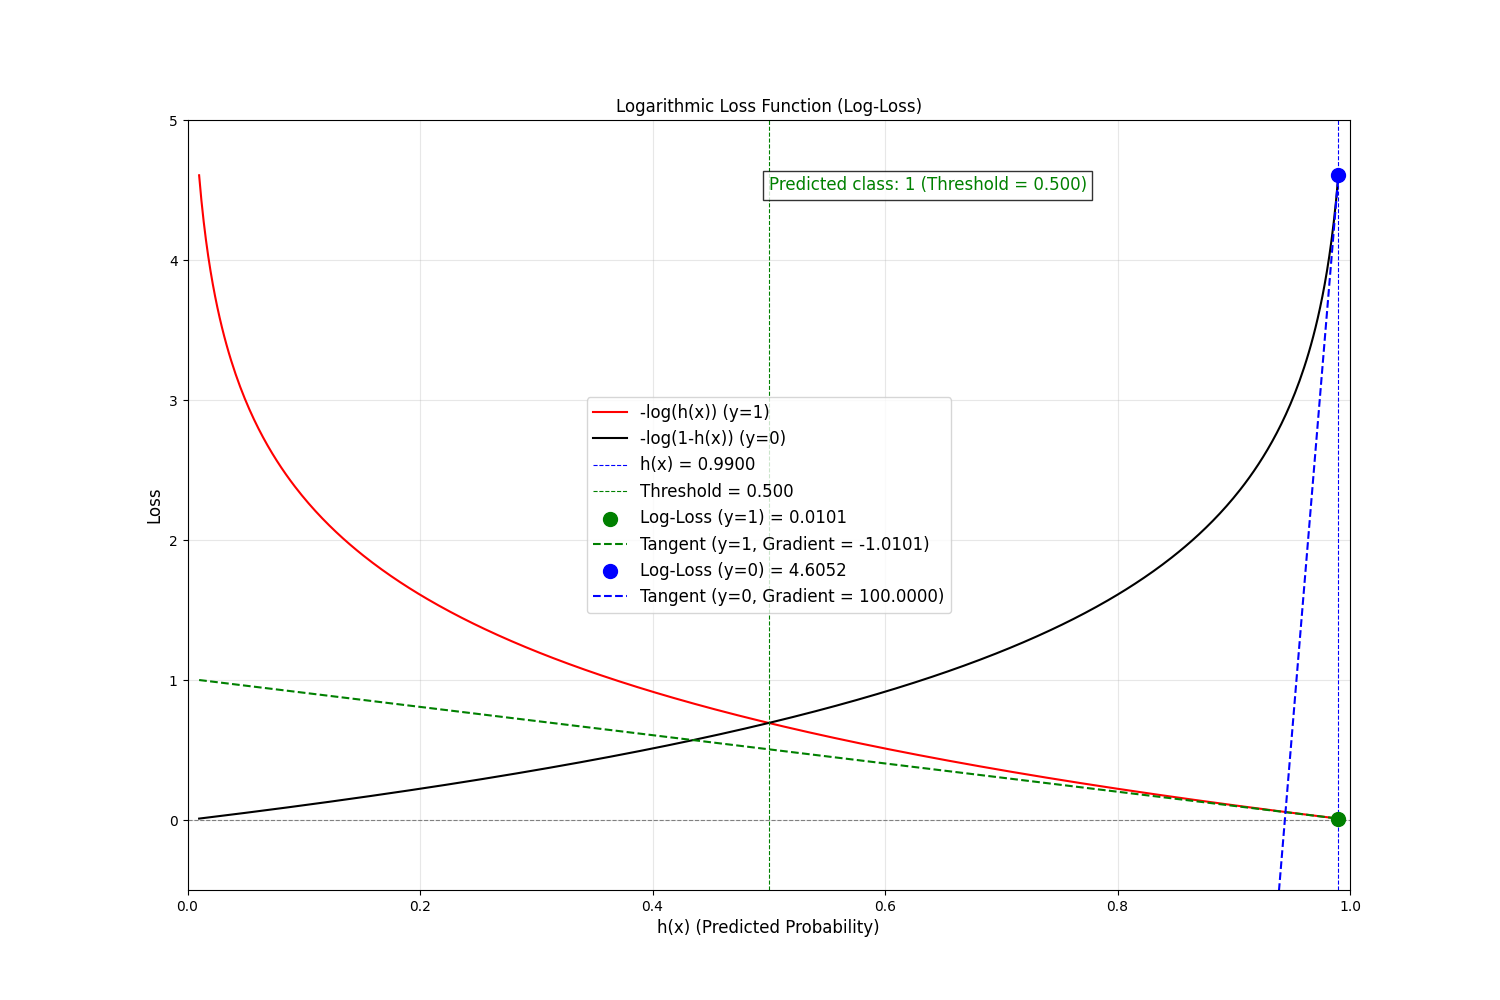 Logarithmic Loss Function (Log-Loss)
5
Predicted class: 1 (Threshold = 0.500)
4
3
-log(h(x)) (y=1)
-log(1-h(x)) (y=0)
h(x) = 0.9900
Threshold = 0.500
Log-Loss (y=1) = 0.0101
Tangent (y=1, Gradient = -1.0101)
Log-Loss (y=0) = 4.6052
Tangent (y=0, Gradient = 100.0000)
Loss
2
1
0
0.0 0.2 0.4 0.6 0.8 1.0
h(x) (Predicted Probability)